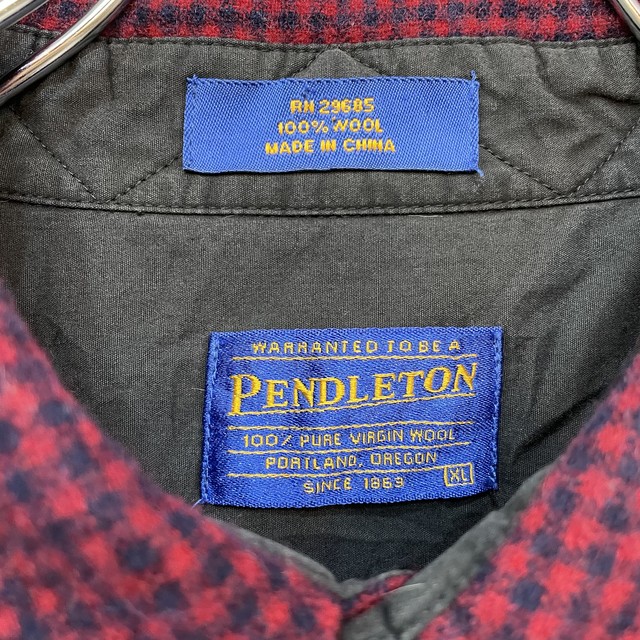 RN 29685
100% WOOL
MADE IN CHINA
WARRANTED TO BE A
PENDLETON
100% PURE VIRGIN WOOL
PORTLAND, OREGON
SINCE 1863 XL